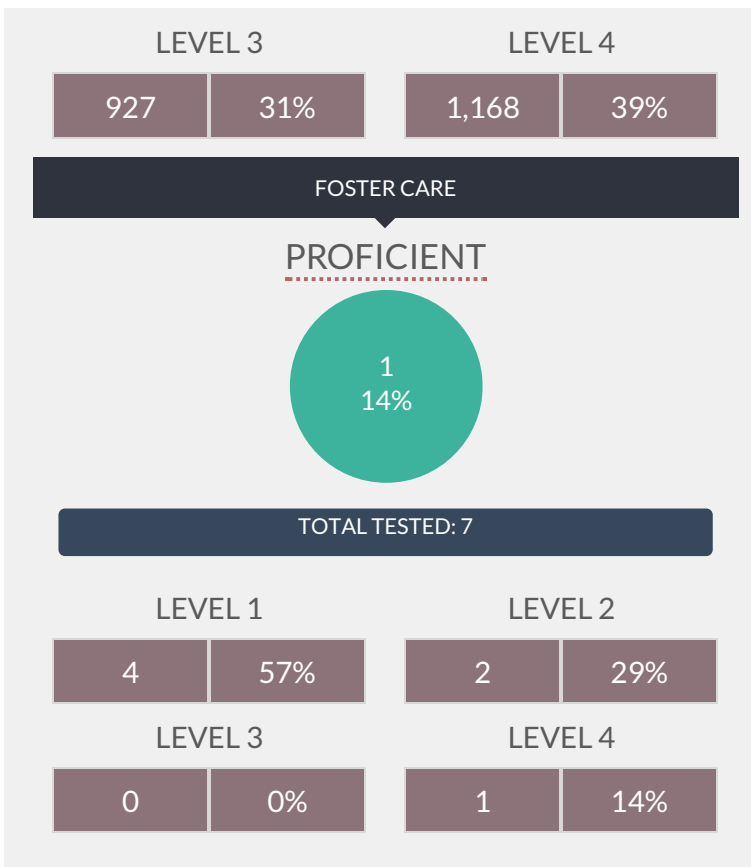 LEVEL 3 LEVEL 4
927 31% 1,168 39%
FOSTER CARE
PROFICIENT
1
14%
TOTAL TESTED: 7
LEVEL 1 LEVEL 2
4 57% 2 29%
LEVEL 3 LEVEL 4
0 0% 1 14%